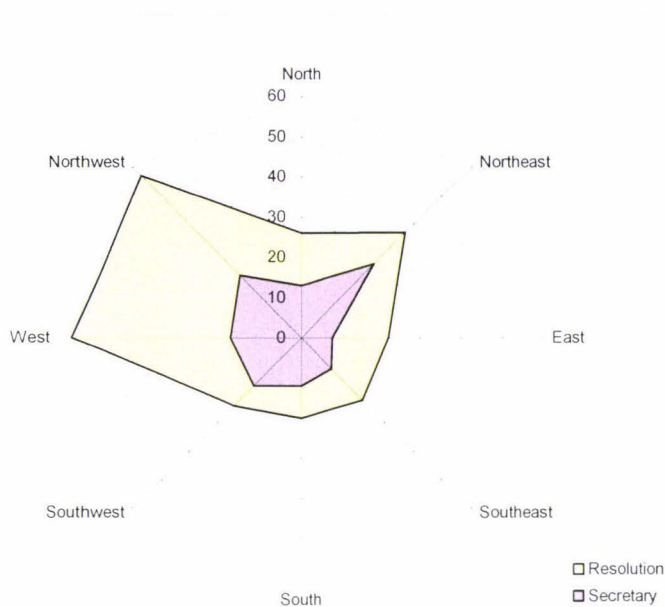 North
60
50
Northwest
Northeast
40
30
20
10
West
0
East
Southwest
Southeast
South
Resolution
Secretary